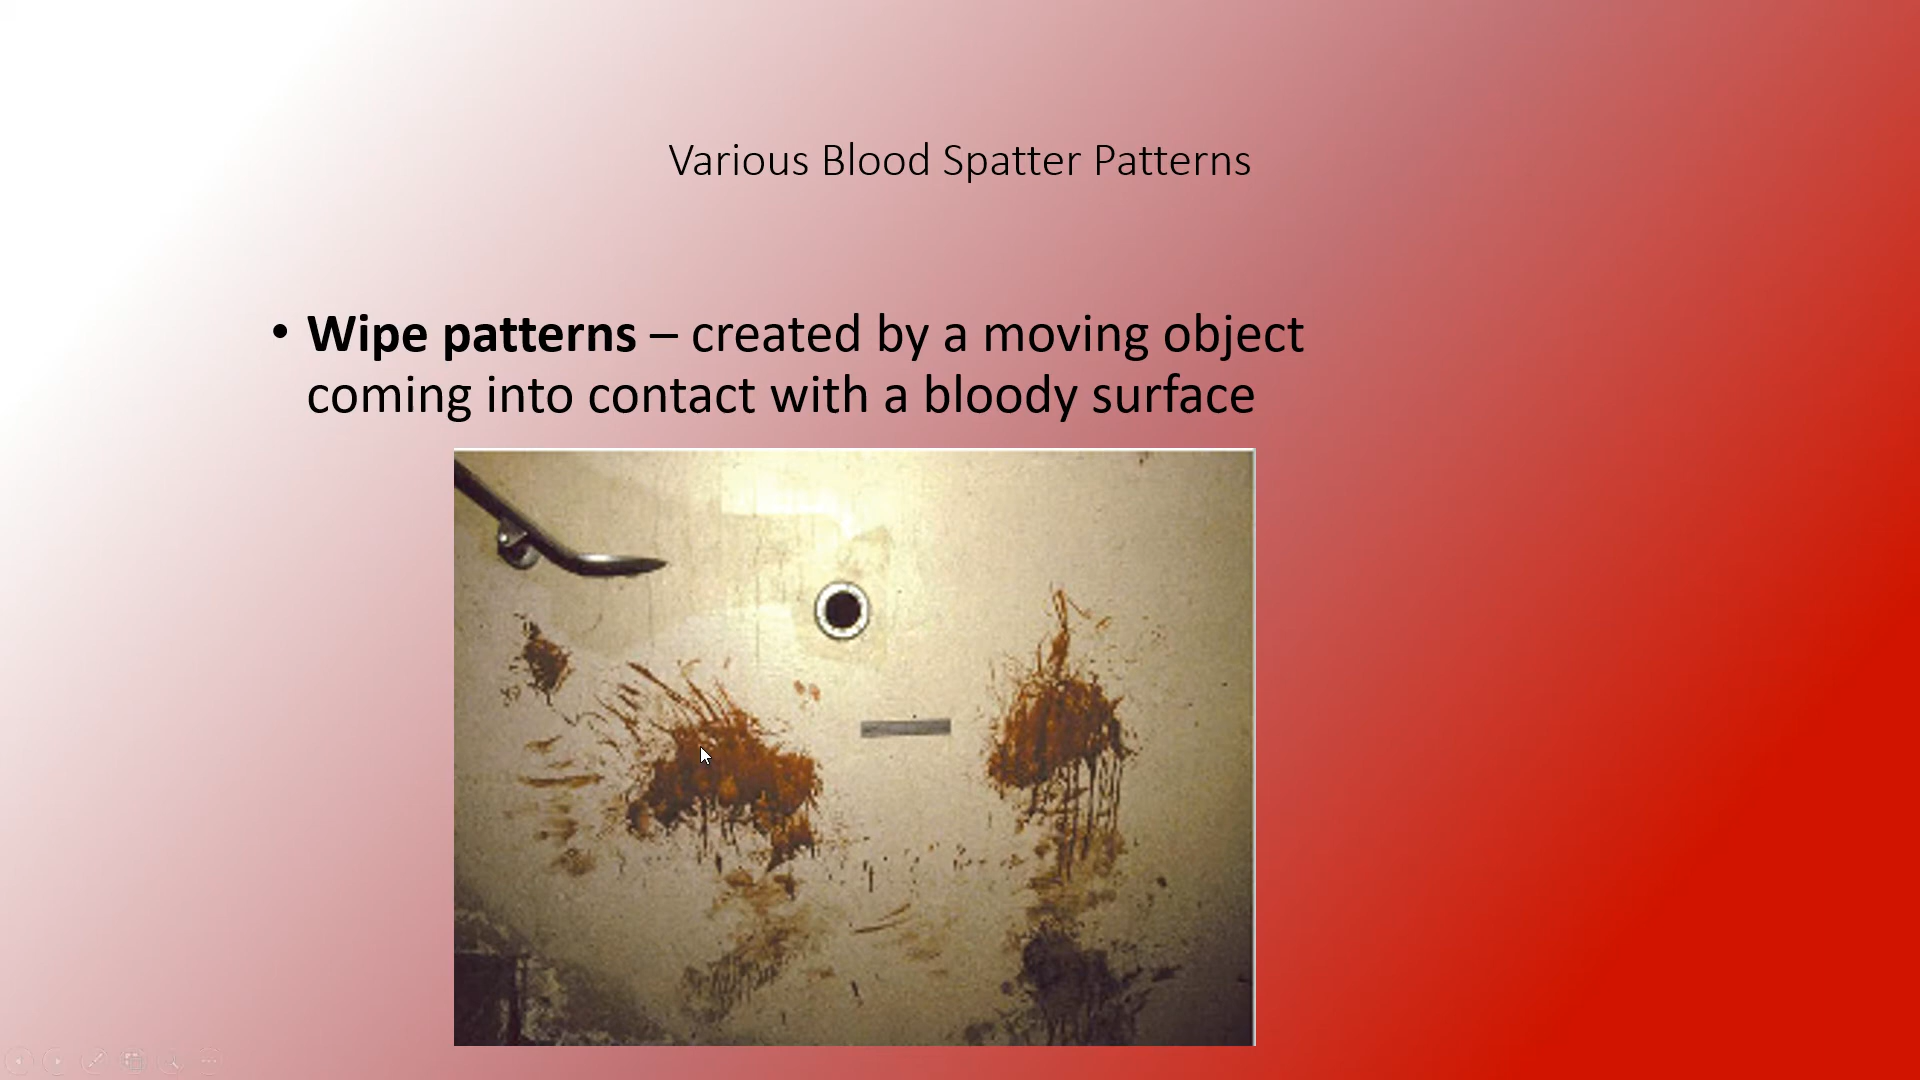 Various Blood Spatter Patterns
• Wipe patterns – created by a moving object
coming into contact with a bloody surface